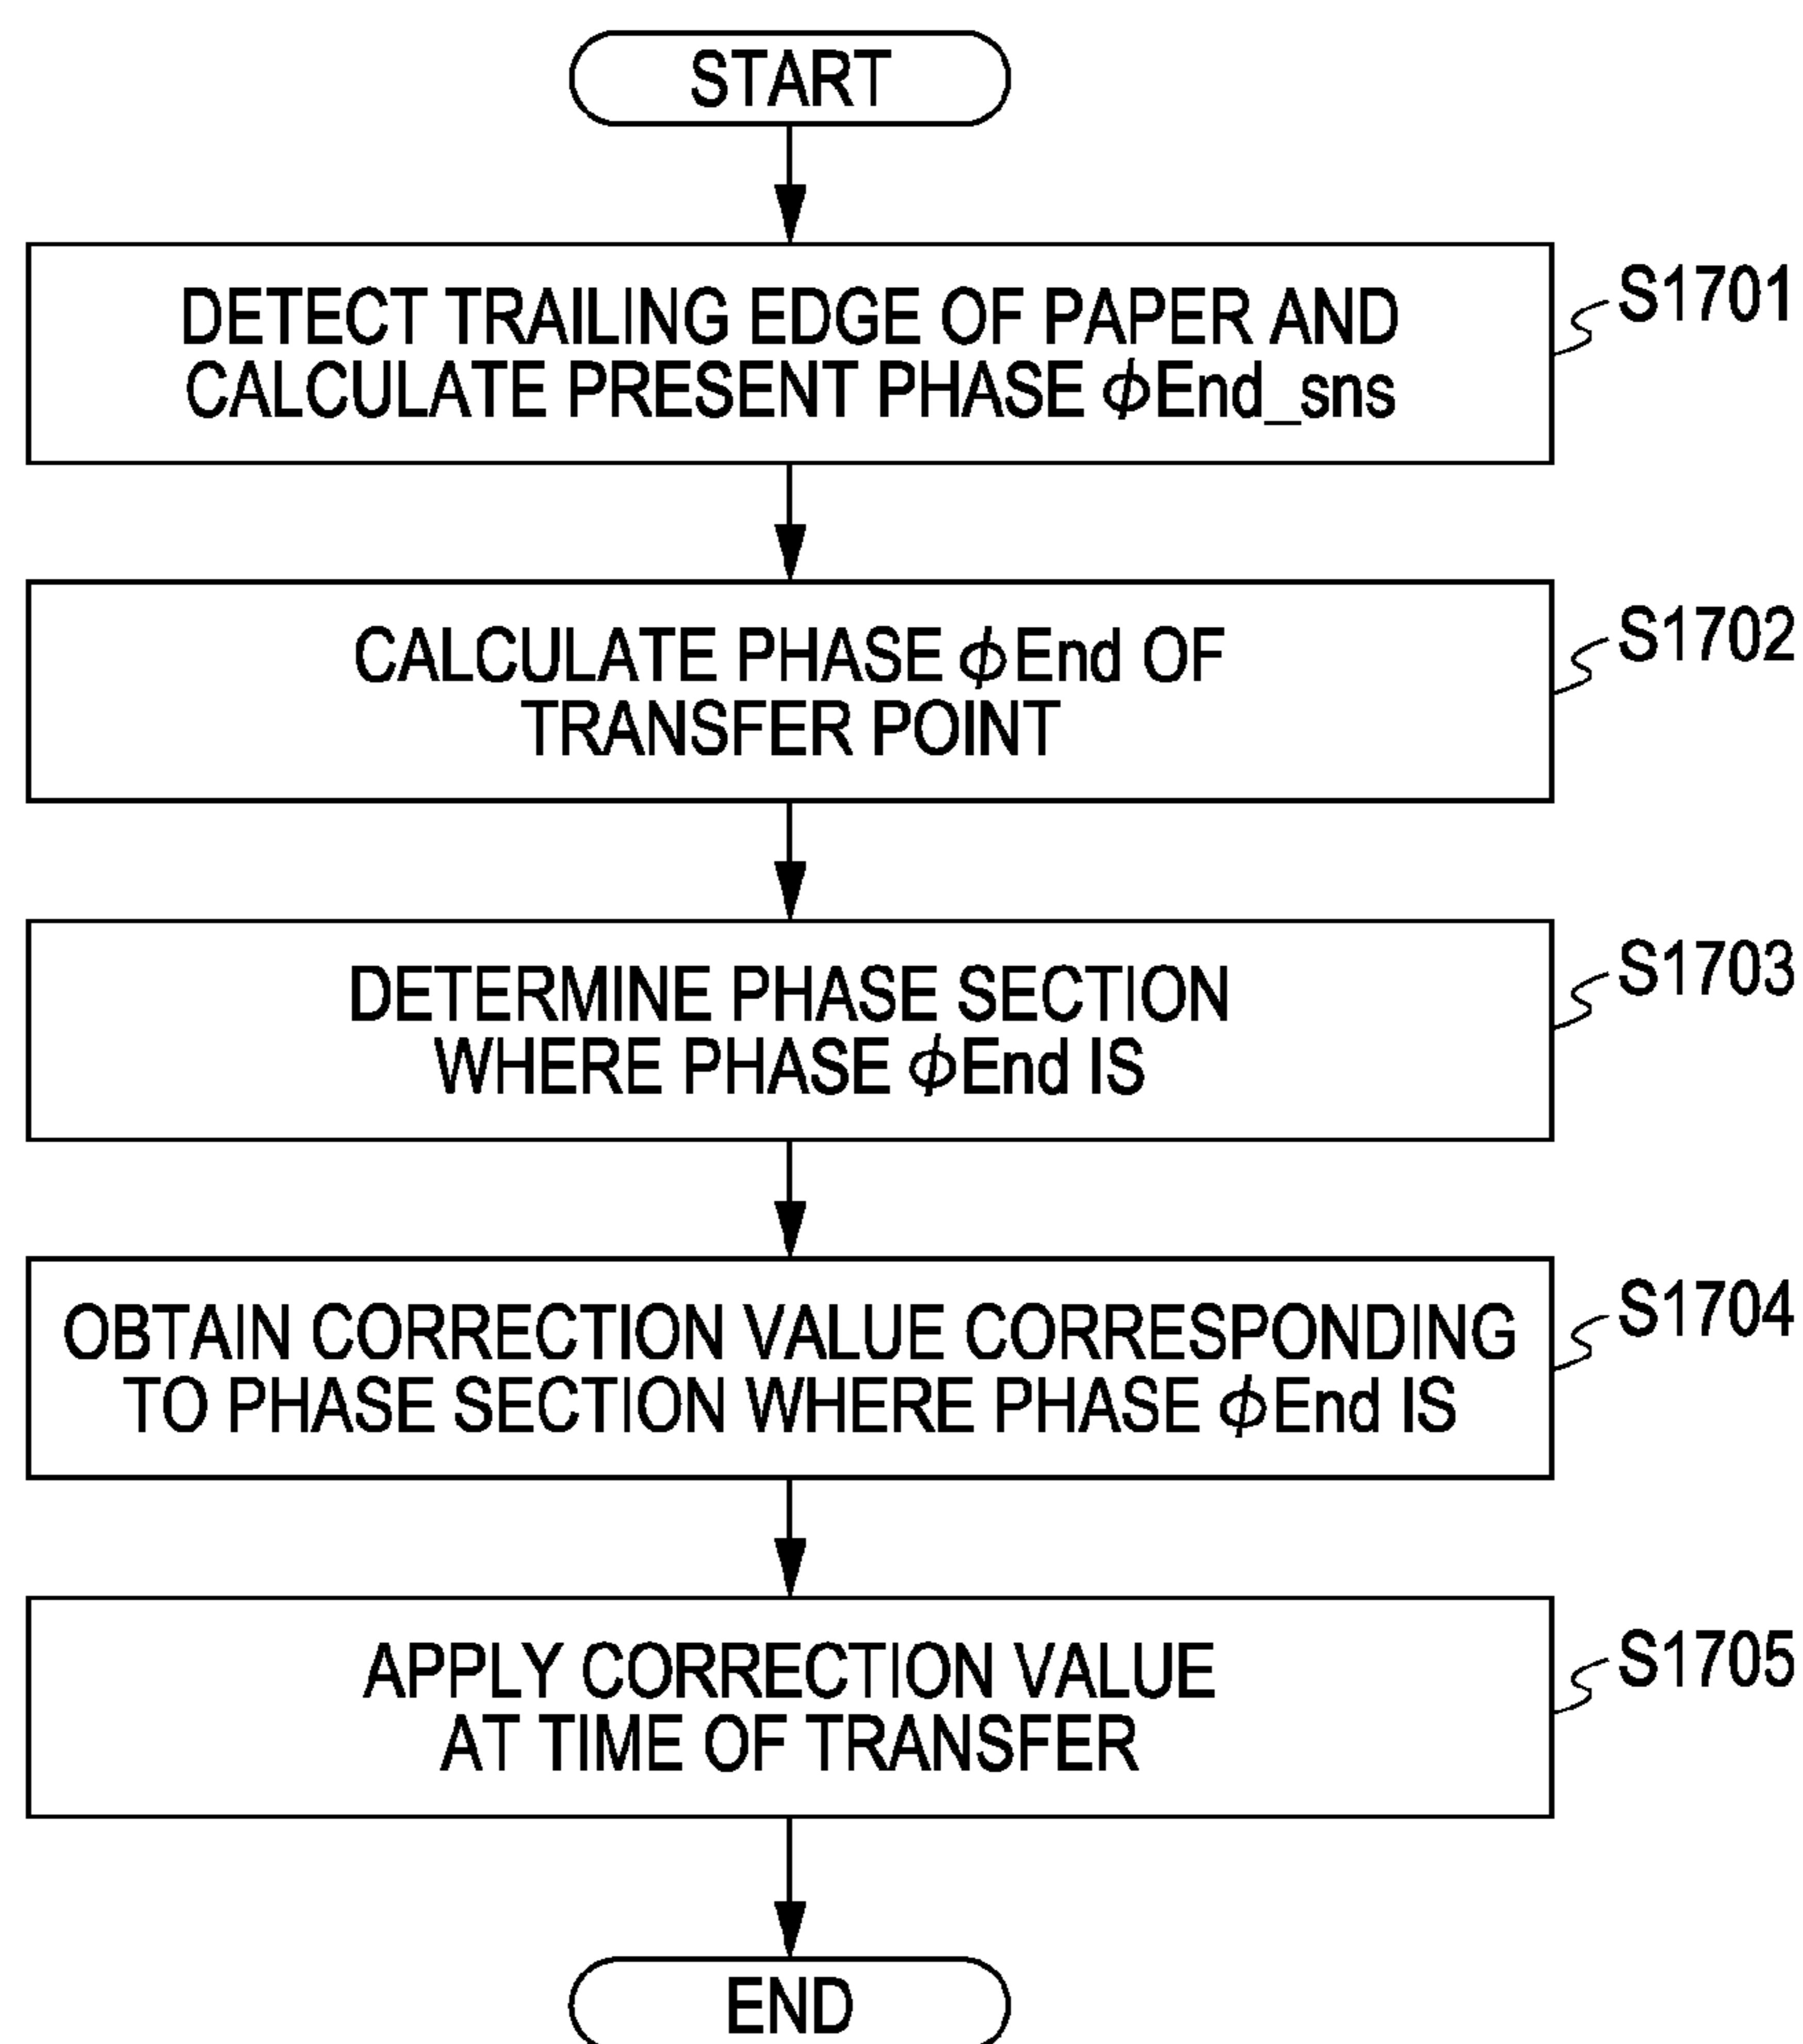 START
DETECT TRAILING EDGE OF PAPER AND
CALCULATE PRESENT PHASE ϕEnd_sns
S1701
CALCULATE PHASE ϕEnd OF
TRANSFER POINT
S1702
DETERMINE PHASE SECTION
WHERE PHASE ϕEnd IS
S1703
OBTAIN CORRECTION VALUE CORRESPONDING
TO PHASE SECTION WHERE PHASE ϕEnd IS
S1704
APPLY CORRECTION VALUE
AT TIME OF TRANSFER
S1705
END